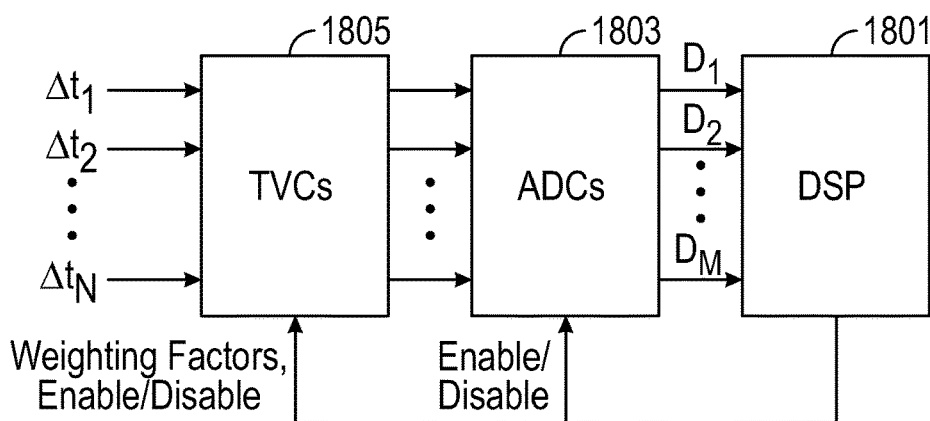 1805
1803
1801
Δt1
Δt2
ΔtN
TVCs
ADCs
D1
D2
DM
DSP
Weighting Factors,
Enable/Disable
Enable/
Disable